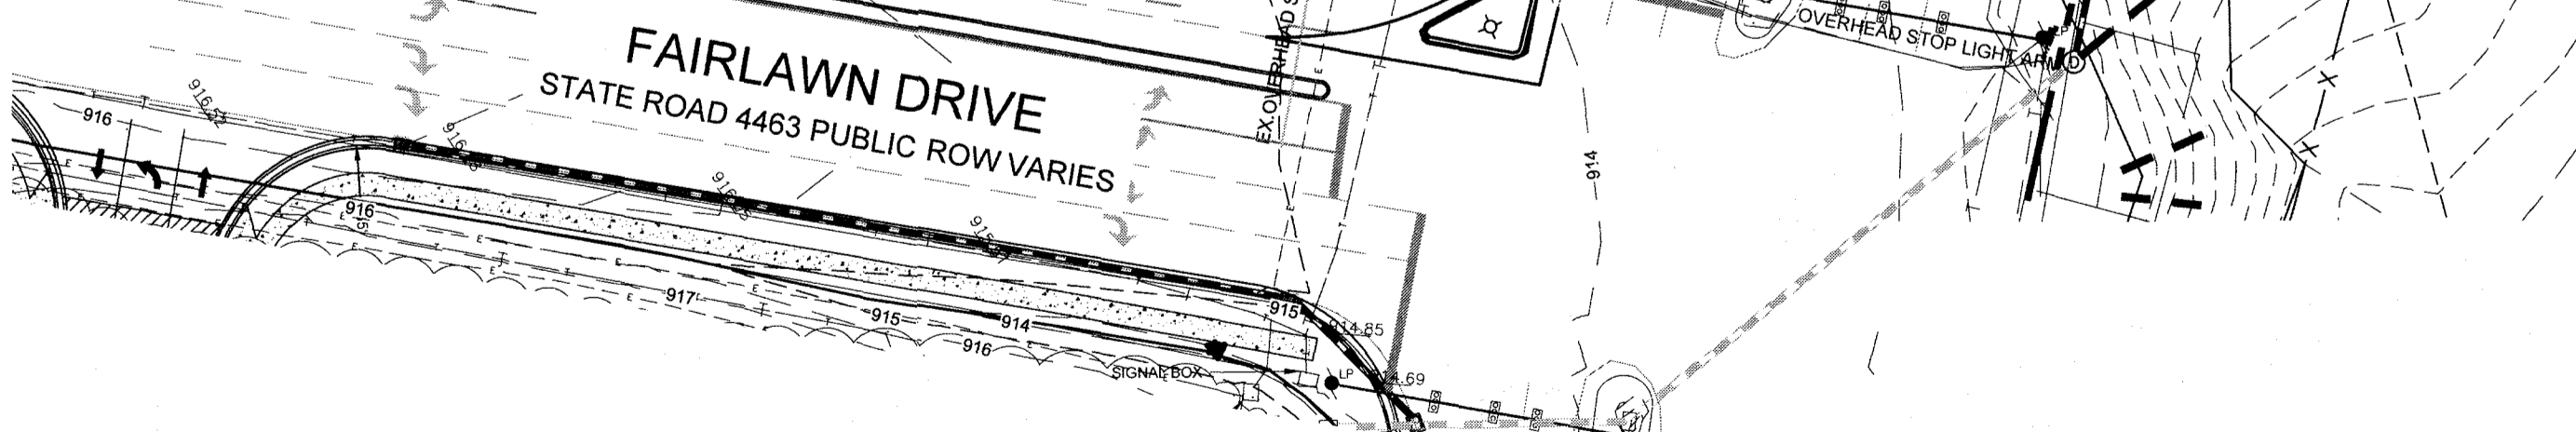 FAIRLAWN DRIVE
STATE ROAD 4463 PUBLIC ROW VARIES
EX.OVERHEAD
OVERHEAD STOP LIGHT ARM
D
LP
916
916
917
915
914
916
915
914.85
914
SIGNAL BOX
LP